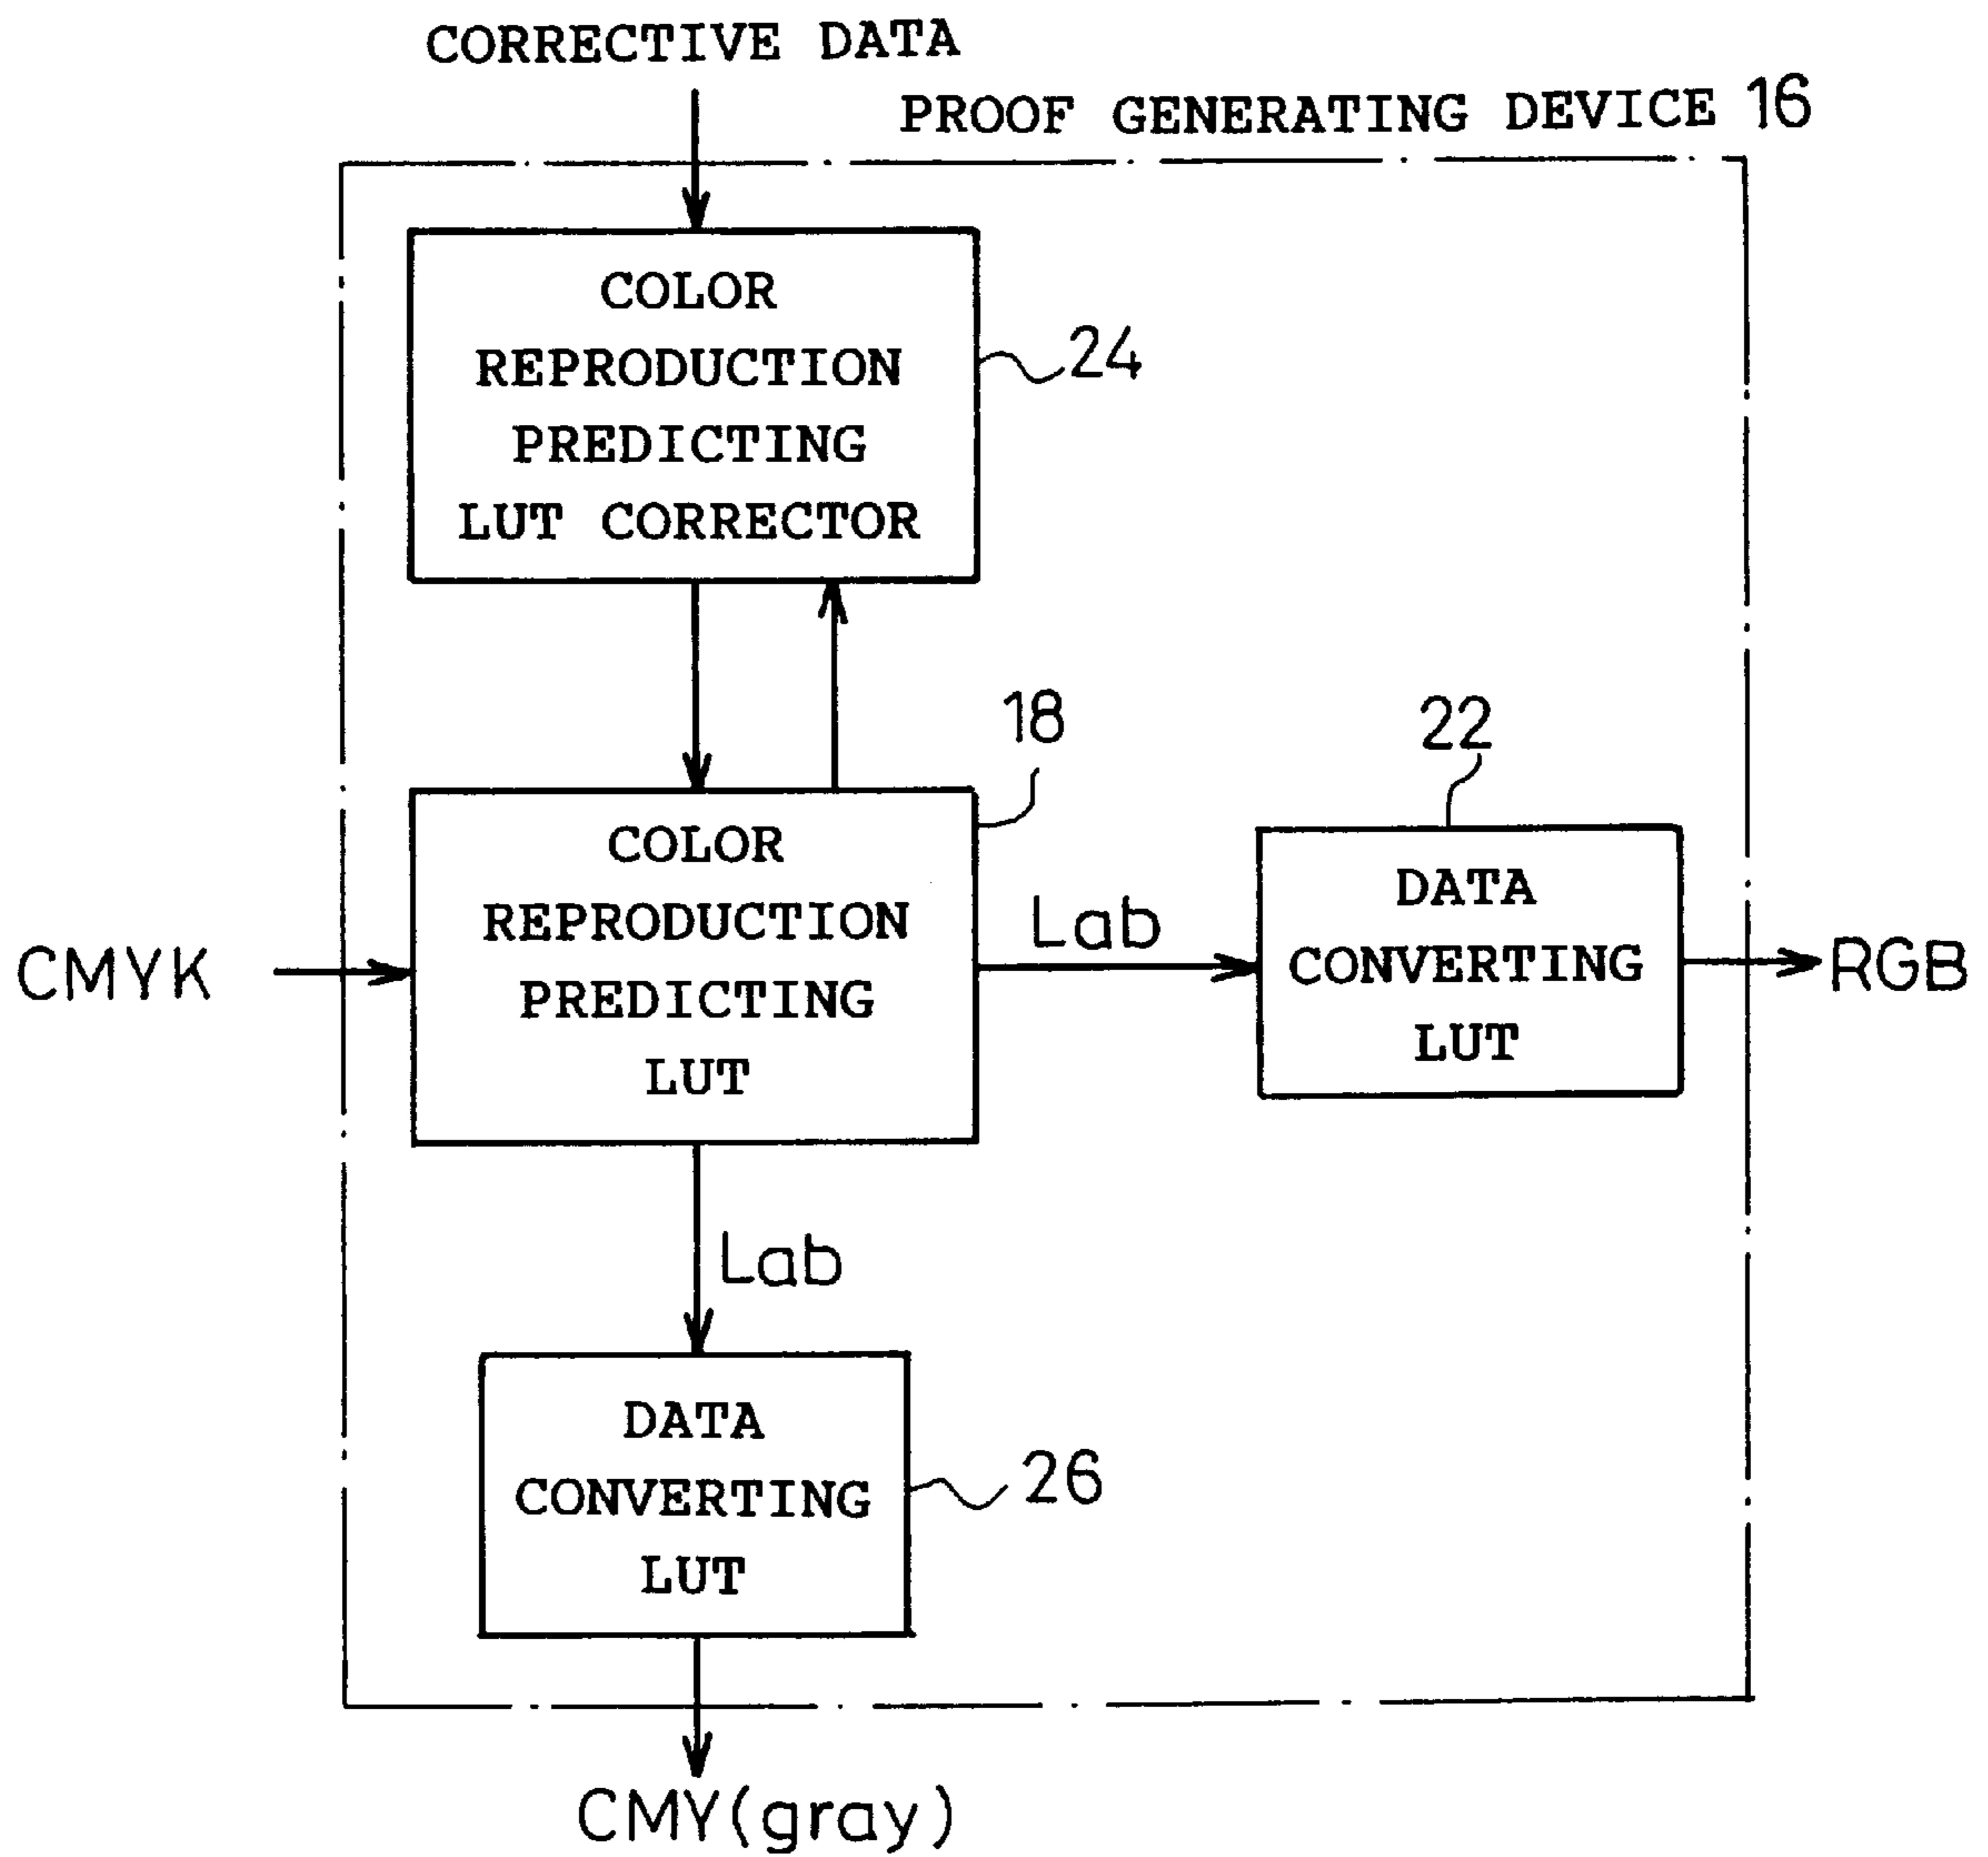 CORRECTIVE DATA
PROOF GENERATING DEVICE 16
COLOR
REPRODUCTION
PREDICTING
LUT CORRECTOR
24
18
22
COLOR
REPRODUCTION
PREDICTING
LUT
CMYK
Lab
DATA
CONVERTING
LUT
RGB
Lab
DATA
CONVERTING
LUT
26
CMY(gray)